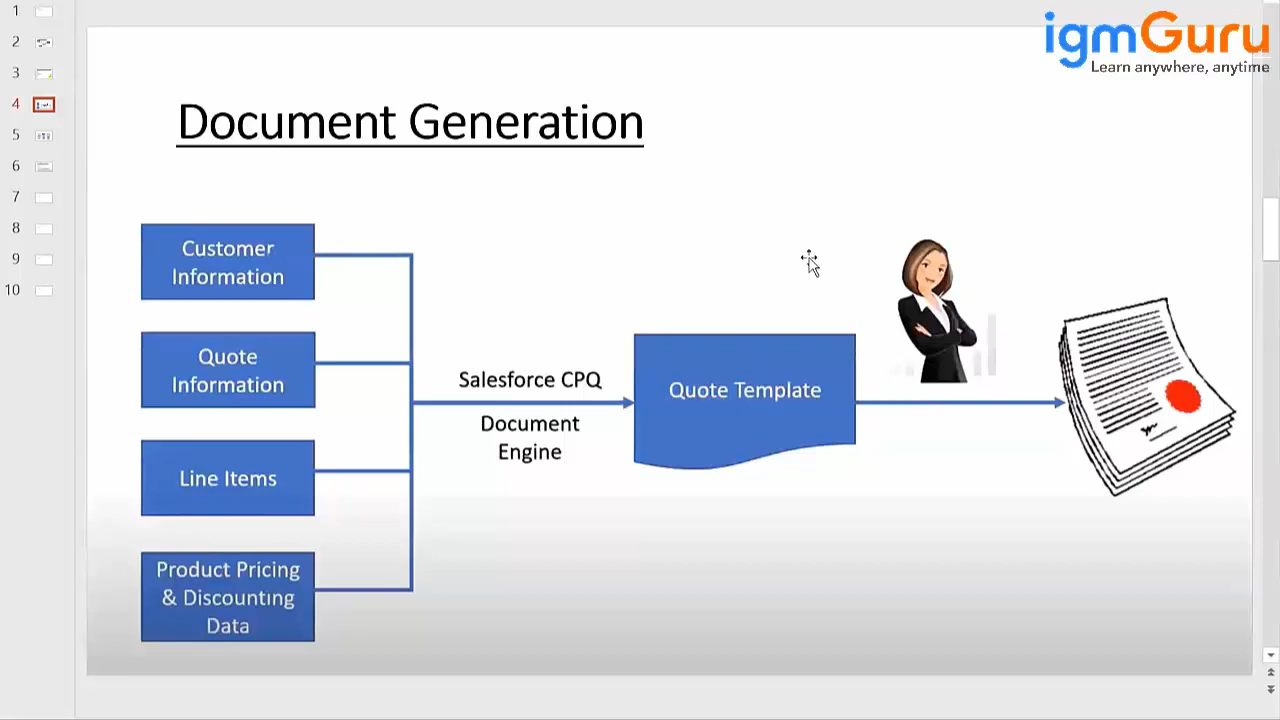 1
2
3
4
5
6
7
8
9
10
igmGuru
Learn anywhere, anytime
Document Generation
Customer
Information
Quote
Information
Line Items
Product Pricing
& Discounting
Data
Salesforce CPQ
Document
Engine
Quote Template